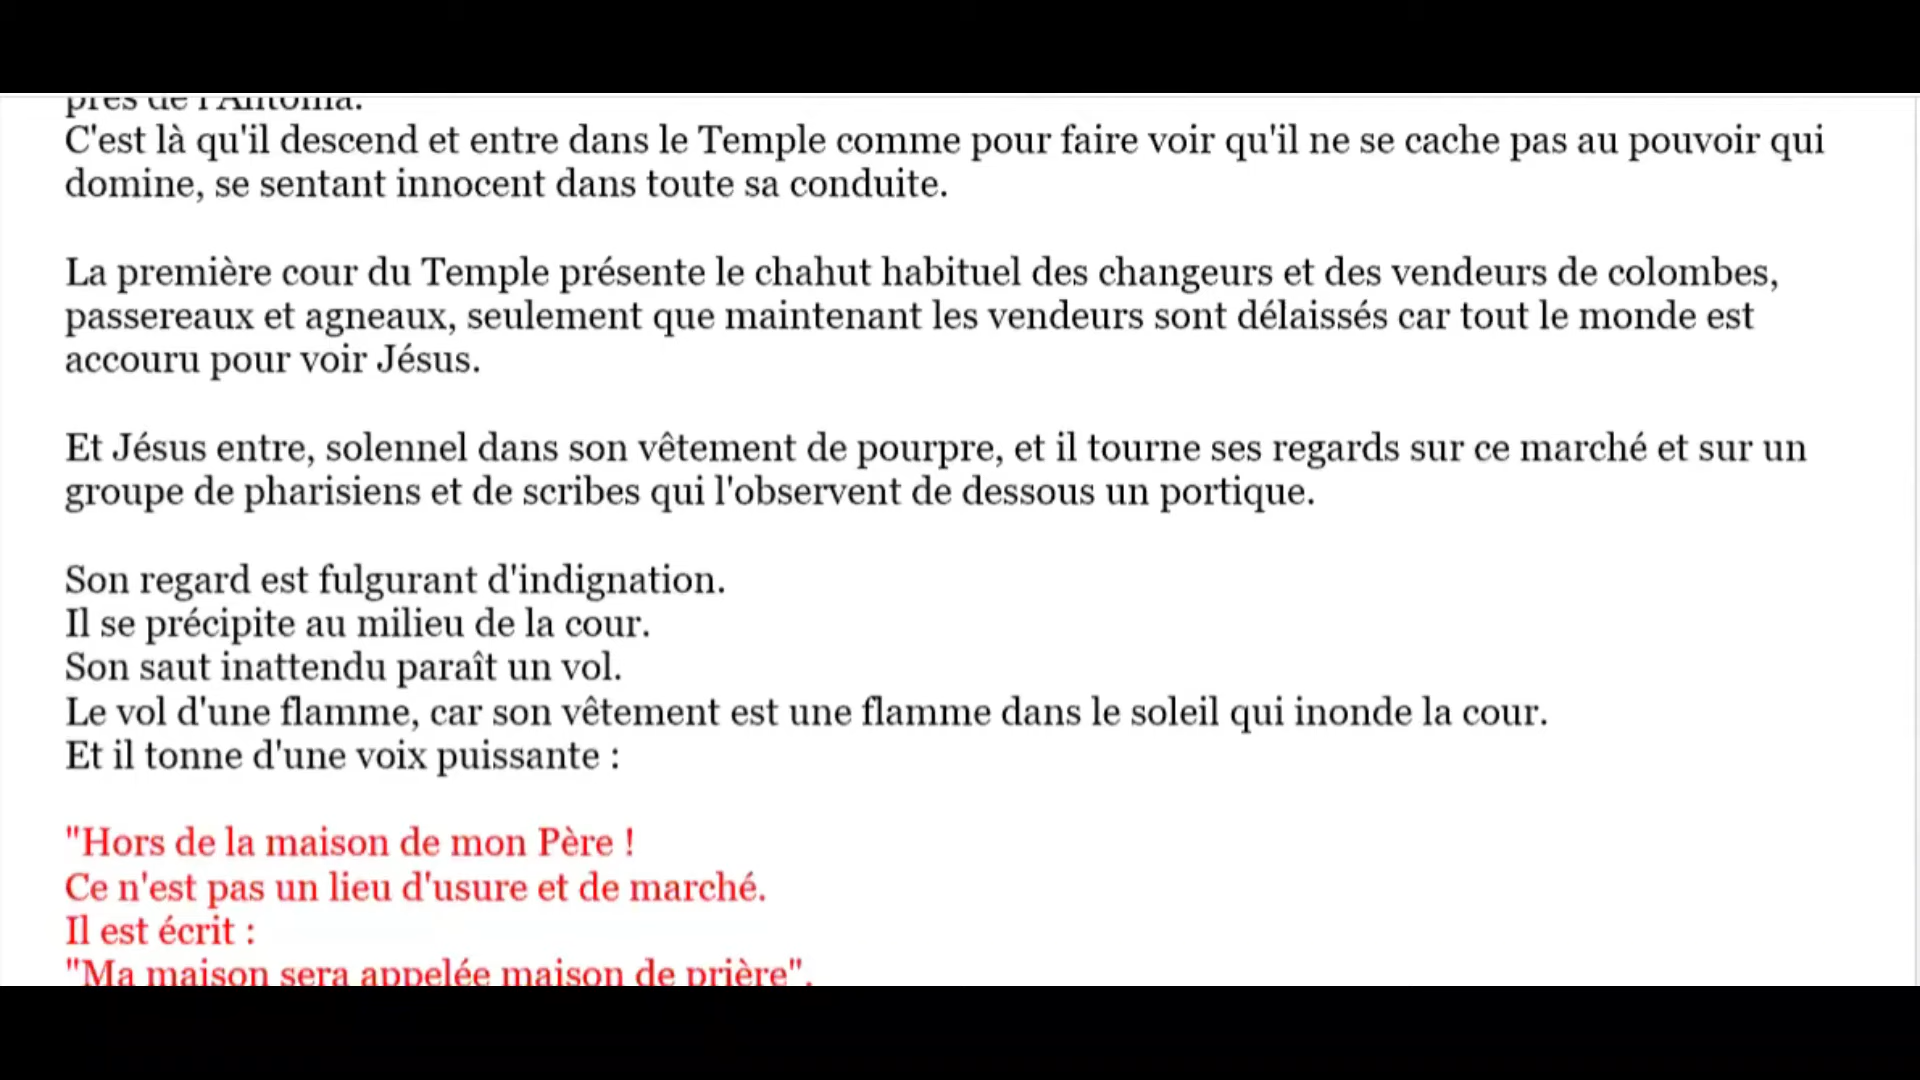 près de l'Antonia.
C'est là qu'il descend et entre dans le Temple comme pour faire voir qu'il ne se cache pas au pouvoir qui
domine, se sentant innocent dans toute sa conduite.
La première cour du Temple présente le chahut habituel des changeurs et des vendeurs de colombes,
passereaux et agneaux, seulement que maintenant les vendeurs sont délaissés car tout le monde est
accouru pour voir Jésus.
Et Jésus entre, solennel dans son vêtement de pourpre, et il tourne ses regards sur ce marché et sur un
groupe de pharisiens et de scribes qui l'observent de dessous un portique.
Son regard est fulgurant d'indignation.
Il se précipite au milieu de la cour.
Son saut inattendu paraît un vol.
Le vol d'une flamme, car son vêtement est une flamme dans le soleil qui inonde la cour.
Et il tonne d'une voix puissante :
"Hors de la maison de mon Père !
Ce n'est pas un lieu d'usure et de marché.
Il est écrit :
"Ma maison sera appelée maison de prière".